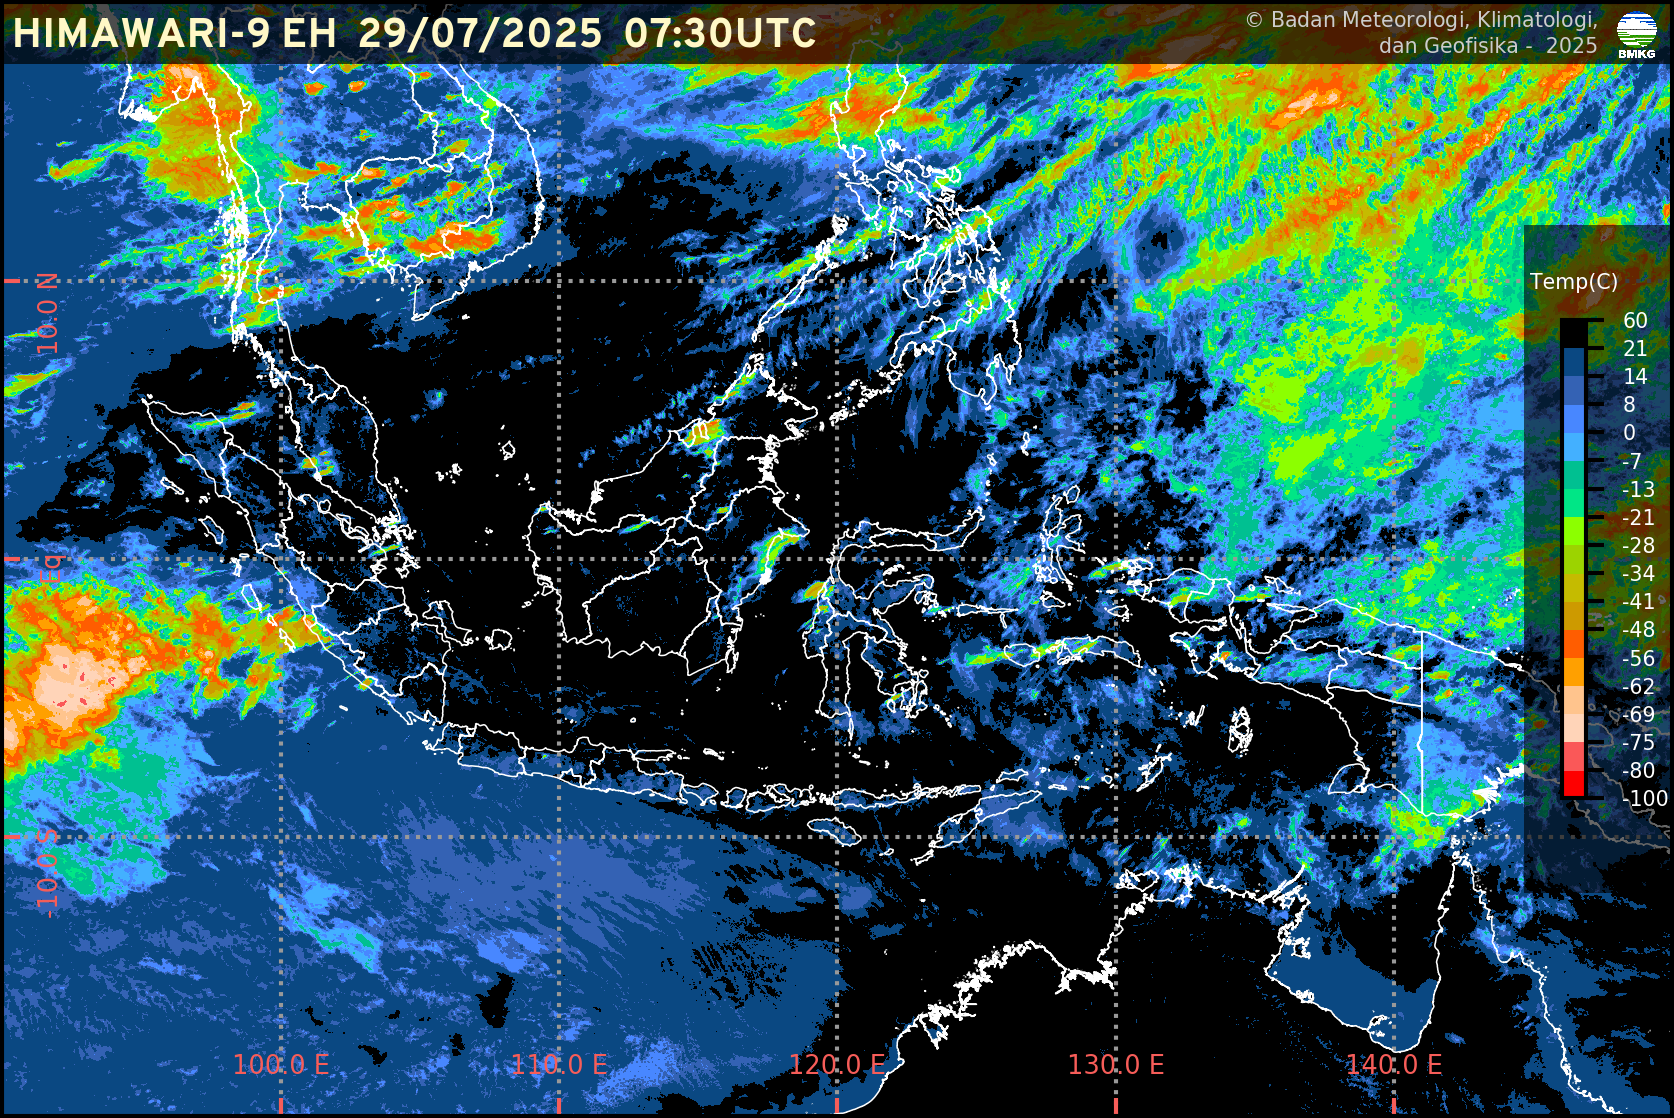 HIMAWARI-9 EH 29/07/2025 07:30UTC
© Badan Meteorologi, Klimatologi,
dan Geofisika - 2025
BMKG
Temp(C)
60
21
14
8
0
-7
-13
-21
-28
-34
-41
-48
-56
-62
-69
-75
-80
-100
10.0 N
Eq
-10.0 S
100.0 E
110.0 E
120.0 E
130.0 E
140.0 E